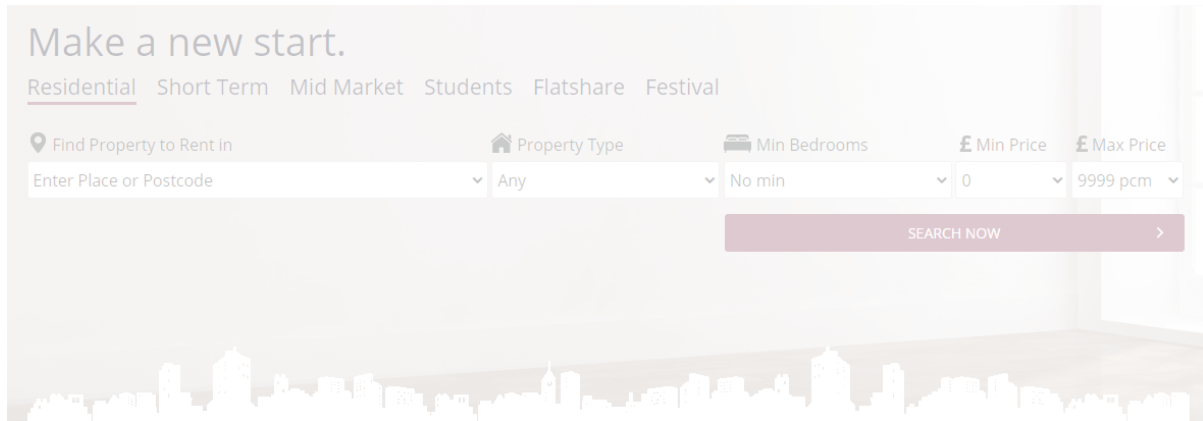 Make a new start.
Residential Short Term Mid Market Students Flatshare Festival
Find Property to Rent in Property Type Min Bedrooms £ Min Price £ Max Price
Enter Place or Postcode Any No min 0 9999 pcm
SEARCH NOW